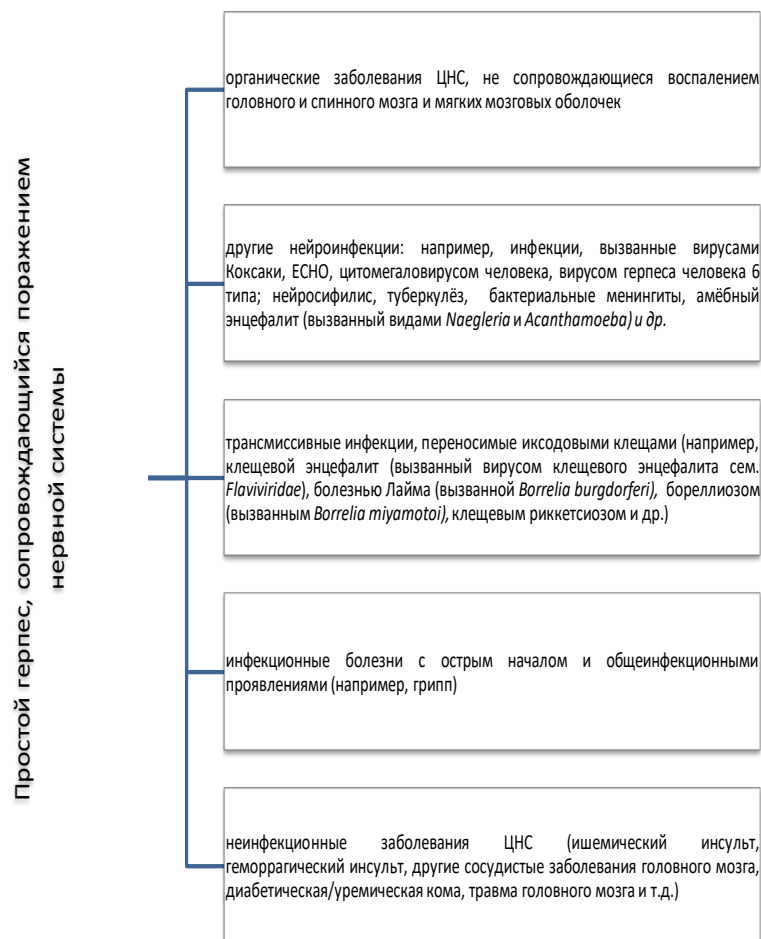 Простой герпес, сопровождающийся поражением
нервной системы
органические заболевания ЦНС, не сопровождающиеся воспалением
головного и спинного мозга и мягких мозговых оболочек
другие нейроинфекции: например, инфекции, вызванные вирусами
Коксаки, ECHO, цитомегаловирусом человека, вирусом герпеса человека 6
типа; нейросифилис, туберкулёз, бактериальные менингиты, амёбный
энцефалит (вызванный видами Naegleria и Acanthamoeba) и др.
трансмиссивные инфекции, переносимые иксодовыми клещами (например,
клещевой энцефалит (вызванный вирусом клещевого энцефалита сем.
Flaviviridae), болезнью Лайма (вызванной Borrelia burgdorferi), бореллиозом
(вызванным Borrelia miyamotoi), клещевым риккетсиозом и др.)
инфекционные болезни с острым началом и общеинфекционными
проявлениями (например, грипп)
неинфекционные заболевания ЦНС (ишемический инсульт,
геморрагический инсульт, другие сосудистые заболевания головного мозга,
диабетическая/уремическая кома, травма головного мозга и т.д.)